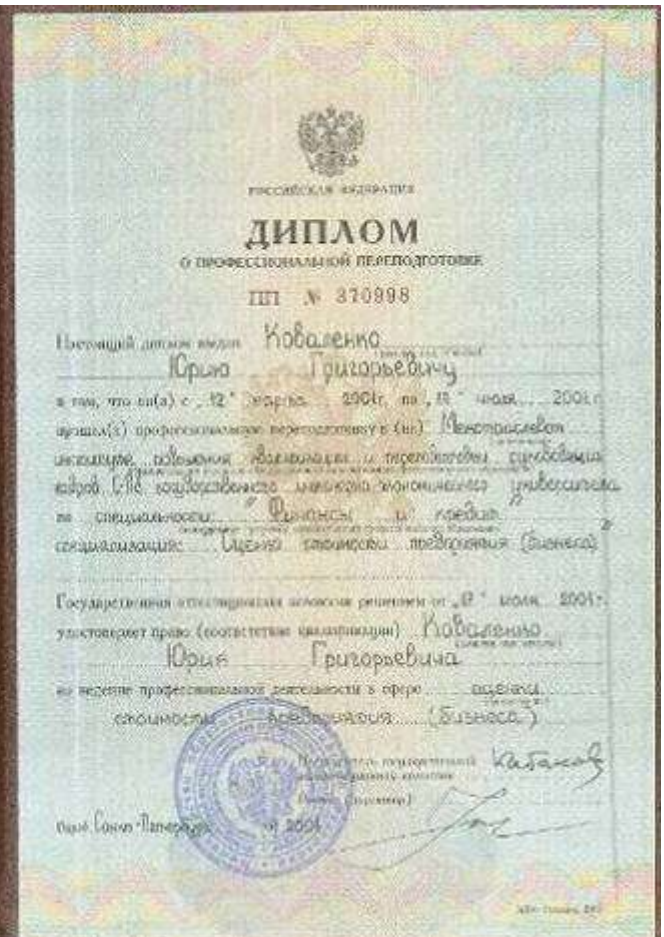 РОССИЙСКАЯ ФЕДЕРАЦИЯ
ДИПЛОМ
О ПРОФЕССИОНАЛЬНОЙ ПЕРЕПОДГОТОВКЕ
ПП № 370998
Настоящий диплом выдан Коваленко
Юрию Григорьевичу
в том, что он(а) с „12" марта 2001г. по июля 2001г.
прошел(а) профессиональную переподготовку в (на) Межотраслевом
институте повышения квалификации и переподготовки руководящих
кадров С-Пб государственного инженерно-экономического университета
по специальности: "Финансы и кредит"
специализация: Оценка стоимости предприятия (бизнеса)"
Государственная аттестационная комиссия решением от июля 2001г.
удостоверяет право (соответствие квалификации) Коваленко
Юрия Григорьевича
на ведение профессиональной деятельности в сфере оценки
стоимости предприятия (бизнеса)
Председатель государственной
аттестационной комиссии
Ректор (директор)
Город Санкт-Петербург 2001